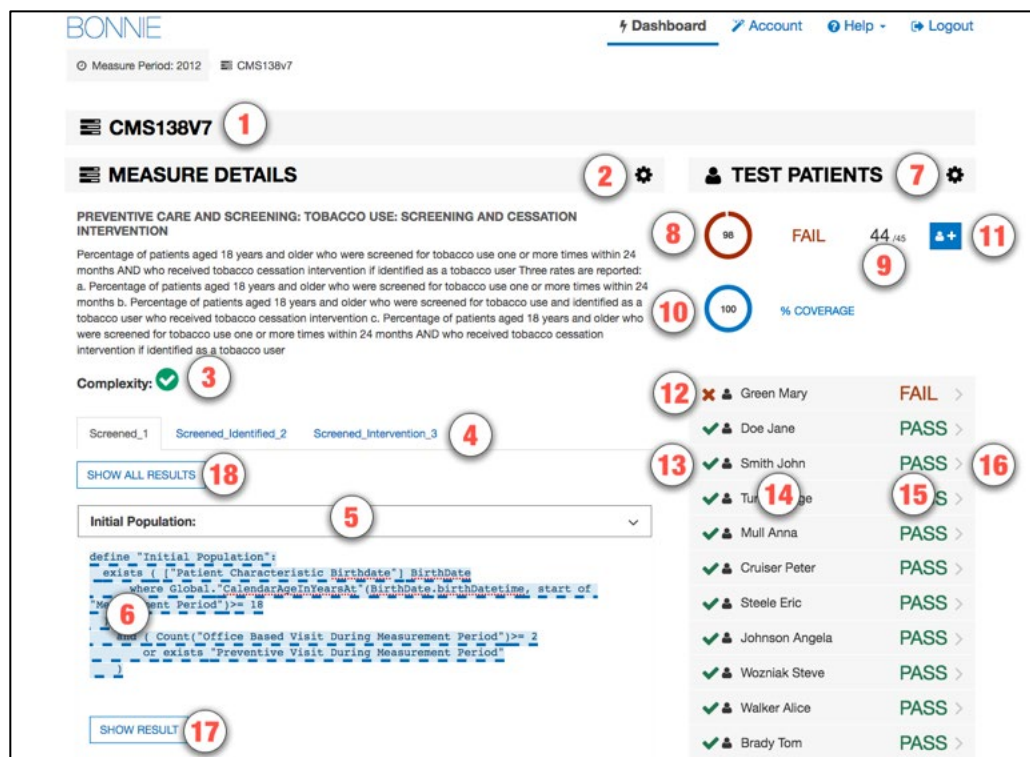 BONNIE
Dashboard Account Help Logout
Measure Period: 2012 CMS138v7
CMS138V7 1
MEASURE DETAILS 2
PREVENTIVE CARE AND SCREENING: TOBACCO USE: SCREENING AND CESSATION
INTERVENTION
Percentage of patients aged 18 years and older who were screened for tobacco use one or more times within 24
months AND who received tobacco cessation intervention if identified as a tobacco user Three rates are reported:
a. Percentage of patients aged 18 years and older who were screened for tobacco use one or more times within 24
months b. Percentage of patients aged 18 years and older who were screened for tobacco use and identified as a
tobacco user who received tobacco cessation intervention c. Percentage of patients aged 18 years and older who
were screened for tobacco use one or more times within 24 months AND who received tobacco cessation
intervention if identified as a tobacco user
Complexity: 3
Screened_1 Screened_Identified_2 Screened_Intervention_3 4
SHOW ALL RESULTS 18
Initial Population: 5
define "Initial Population":
exists ( ["Patient Characteristic Birthdate"] BirthDate
where Global."CalendarAgeInYearsAt"(BirthDate.birthDatetime, start of
Period")>= 18
6
and ( Count("Office Based Visit During Measurement Period")>= 2
or exists "Preventive Visit During Measurement Period"
)
SHOW RESULT 17
TEST PATIENTS 7
8 98 FAIL 44 /45 11
9
10 100 % COVERAGE
12 Green Mary FAIL
Doe Jane PASS
13 Smith John PASS 16
14 15
Mull Anna PASS
Cruiser Peter PASS
Steele Eric PASS
Johnson Angela PASS
Wozniak Steve PASS
Walker Alice PASS
Brady Tom PASS